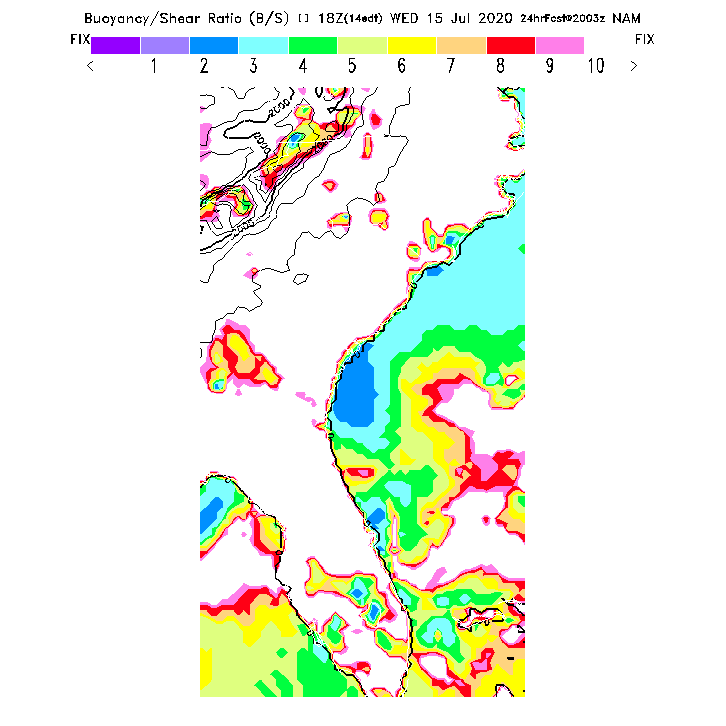 Buoyancy/Shear Ratio (B/S) [] 18Z(14edt) WED 15 Jul 2020 24hrFcst@2003z NAM
FIX FIX
< 1 2 3 4 5 6 7 8 9 10 >
2000
2000